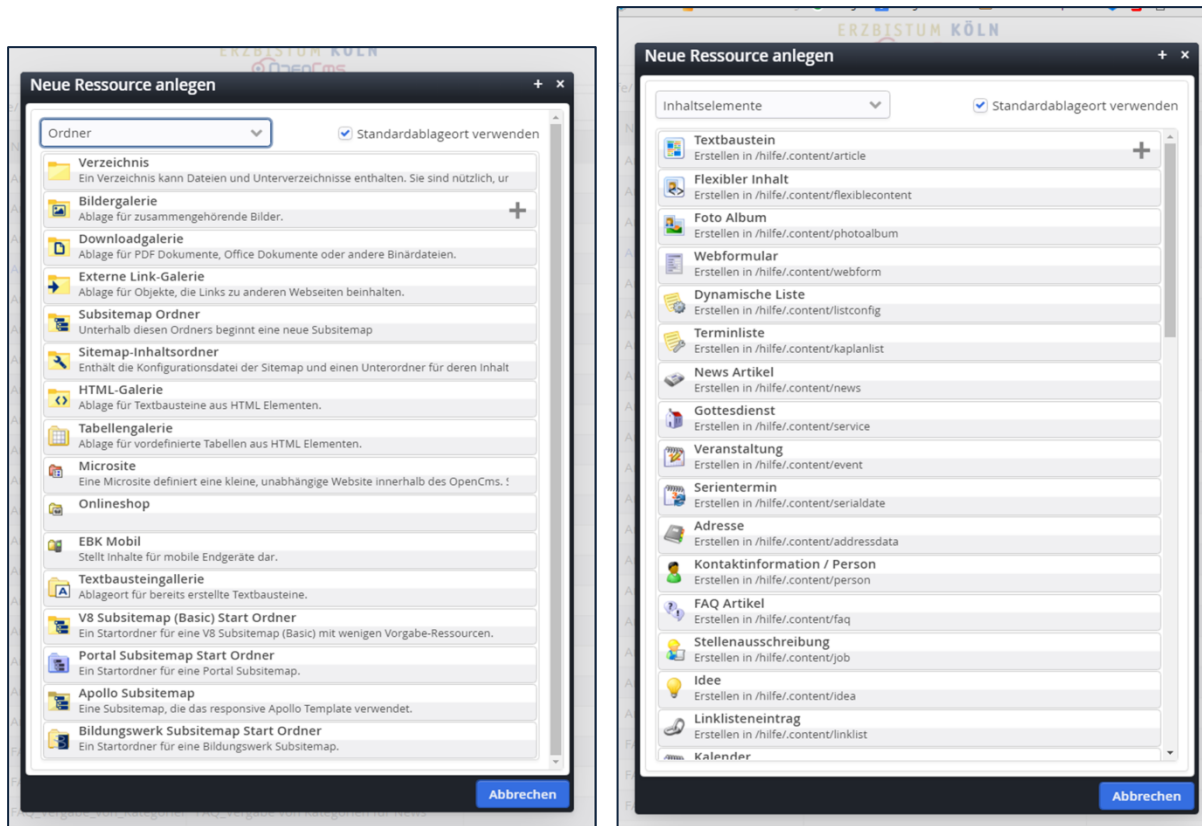 ERZBISTUM KÖLN
OpenCms
Neue Ressource anlegen
Ordner
Standardablageort verwenden
Verzeichnis
Ein Verzeichnis kann Dateien und Unterverzeichnisse enthalten. Sie sind nützlich, ur
Bildergalerie
Ablage für zusammengehörende Bilder.
Downloadgalerie
Ablage für PDF Dokumente, Office Dokumente oder andere Binärdateien.
Externe Link-Galerie
Ablage für Objekte, die Links zu anderen Webseiten beinhalten.
Subsitemap Ordner
Unterhalb diesen Ordners beginnt eine neue Subsitemap
Sitemap-Inhaltsordner
Enthält die Konfigurationsdatei der Sitemap und einen Unterordner für deren Inhalt
HTML-Galerie
Ablage für Textbausteine aus HTML Elementen.
Tabellengalerie
Ablage für vordefinierte Tabellen aus HTML Elementen.
Microsite
Eine Microsite definiert eine kleine, unabhängige Website innerhalb des OpenCms.
Onlineshop
EBK Mobil
Stellt Inhalte für mobile Endgeräte dar.
Textbausteingallerie
Ablageort für bereits erstellte Textbausteine.
V8 Subsitemap (Basic) Start Ordner
Ein Startordner für eine V8 Subsitemap (Basic) mit wenigen Vorgabe-Ressourcen.
Portal Subsitemap Start Ordner
Ein Startordner für eine Portal Subsitemap.
Apollo Subsitemap
Eine Subsitemap, die das responsive Apollo Template verwendet.
Bildungswerk Subsitemap Start Ordner
Ein Startordner für eine Bildungswerk Subsitemap.
Abbrechen
ERZBISTUM KÖLN
Neue Ressource anlegen
Inhaltselemente
Standardablageort verwenden
Textbaustein
Erstellen in /hilfe/.content/article
Flexibler Inhalt
Erstellen in /hilfe/.content/flexiblecontent
Foto Album
Erstellen in /hilfe/.content/photoalbum
Webformular
Erstellen in /hilfe/.content/webform
Dynamische Liste
Erstellen in /hilfe/.content/listconfig
Terminliste
Erstellen in /hilfe/.content/kaplanlist
News Artikel
Erstellen in /hilfe/.content/news
Gottesdienst
Erstellen in /hilfe/.content/service
Veranstaltung
Erstellen in /hilfe/.content/event
Serientermin
Erstellen in /hilfe/.content/serialdate
Adresse
Erstellen in /hilfe/.content/addressdata
Kontaktinformation / Person
Erstellen in /hilfe/.content/person
FAQ Artikel
Erstellen in /hilfe/.content/faq
Stellenausschreibung
Erstellen in /hilfe/.content/job
Idee
Erstellen in /hilfe/.content/idea
Linklisteneintrag
Erstellen in /hilfe/.content/linklist
Kalender
Abbrechen